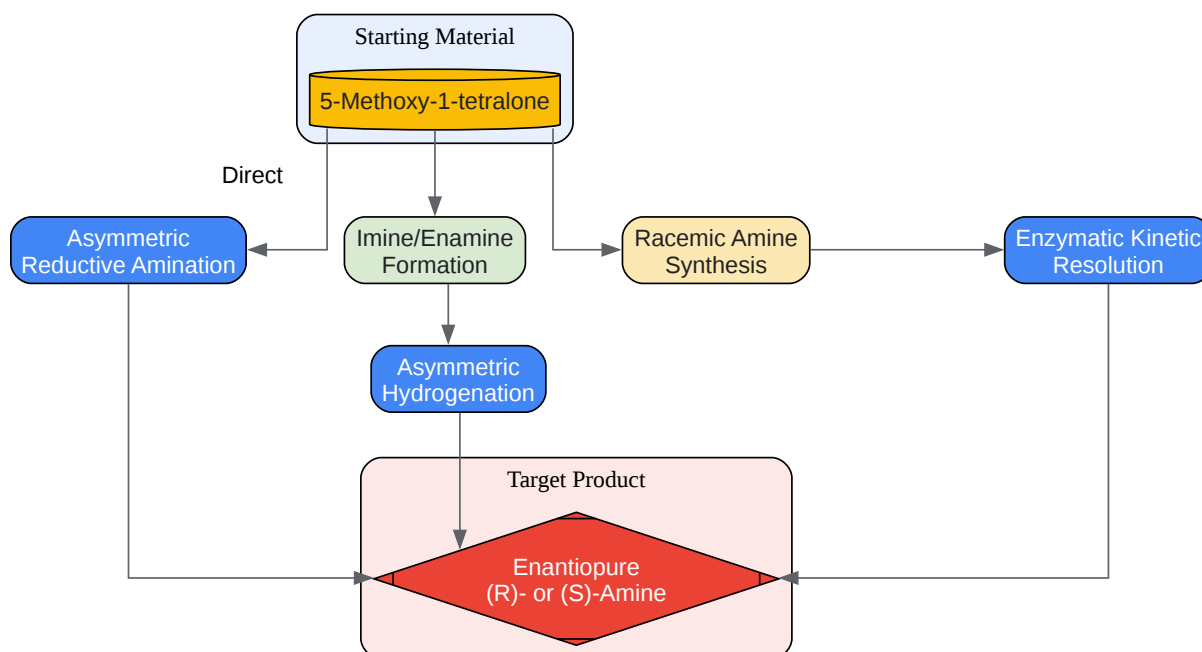 Starting Material
5-Methoxy-1-tetralone
Direct
Asymmetric
Reductive Amination
Imine/Enamine
Formation
Racemic Amine
Synthesis
Enzymatic Kinetic
Resolution
Asymmetric
Hydrogenation
Target Product
Enantiopure
(R)- or (S)-Amine